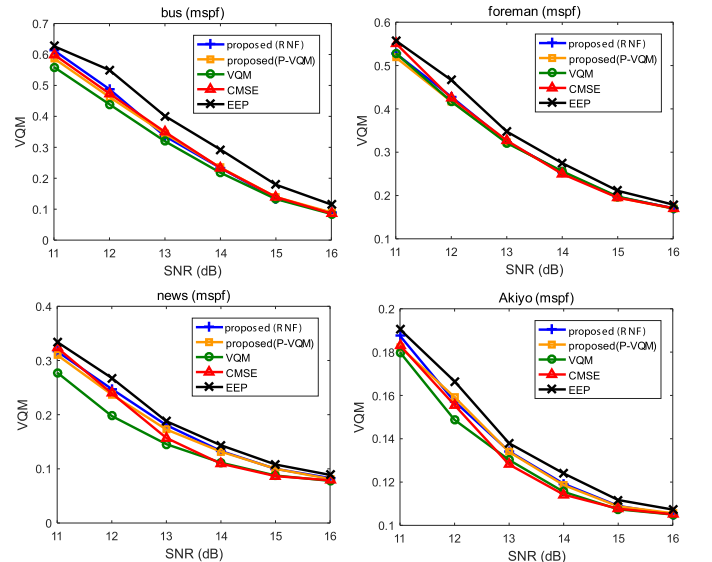 bus (mspf)
0.7
0.6
0.5
0.4
0.3
0.2
0.1
0
VQM
proposed (RNF)
proposed(P-VQM)
VQM
CMSE
EEP
11 12 13 14 15 16
SNR (dB)
foreman (mspf)
0.6
0.5
0.4
0.3
0.2
0.1
VQM
proposed (RNF)
proposed(P-VQM)
VQM
CMSE
EEP
11 12 13 14 15 16
SNR (dB)
news (mspf)
0.4
0.3
0.2
0.1
0
VQM
proposed (RNF)
proposed(P-VQM)
VQM
CMSE
EEP
11 12 13 14 15 16
SNR (dB)
Akiyo (mspf)
0.2
0.18
0.16
0.14
0.12
0.1
VQM
proposed (RNF)
proposed(P-VQM)
VQM
CMSE
EEP
11 12 13 14 15 16
SNR (dB)